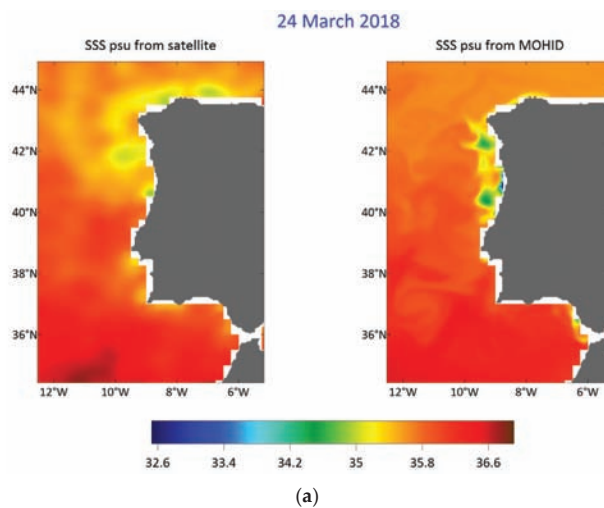 24 March 2018
SSS psu from satellite
SSS psu from MOHID
44°N
42°N
40°N
38°N
36°N
12°W 10°W 8°W 6°W
44°N
42°N
40°N
38°N
36°N
12°W 10°W 8°W 6°W
32.6 33.4 34.2 35 35.8 36.6
(a)